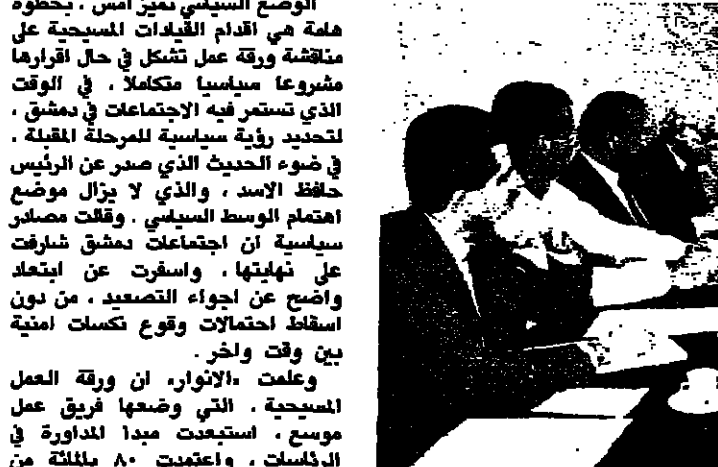 الوضع السياسي تميز امس ، بخطوة
هامة هي اقدام القيادات المسيحية على
مناقشة ورقة عمل تشكل في حال اقرارها
مشروعا سياسيا متكاملا ، في الوقت
الذي تستمر فيه الاجتماعات في دمشق ،
لتحديد رؤية سياسية للمرحلة المقبلة ،
في ضوء الحديث الذي صدر عن الرئيس
حافظ الاسد ، والذي لا يزال موضع
اهتمام الوسط السياسي . وقالت مصادر
سياسية ان اجتماعات دمشق شارفت
على نهايتها ، واسفرت عن ابتعاد
واضح عن اجواء التصعيد ، من دون
اسقاط احتمالات وقوع نكسات امنية
بين وقت واخر .
وعلمت «الانوار» ان ورقة العمل
المسيحية ، التي وضعها فريق عمل
موسع ، استبعدت مبدا المداورة في
الرئاسات ، واعتمدت ٨٠ بالمائة من